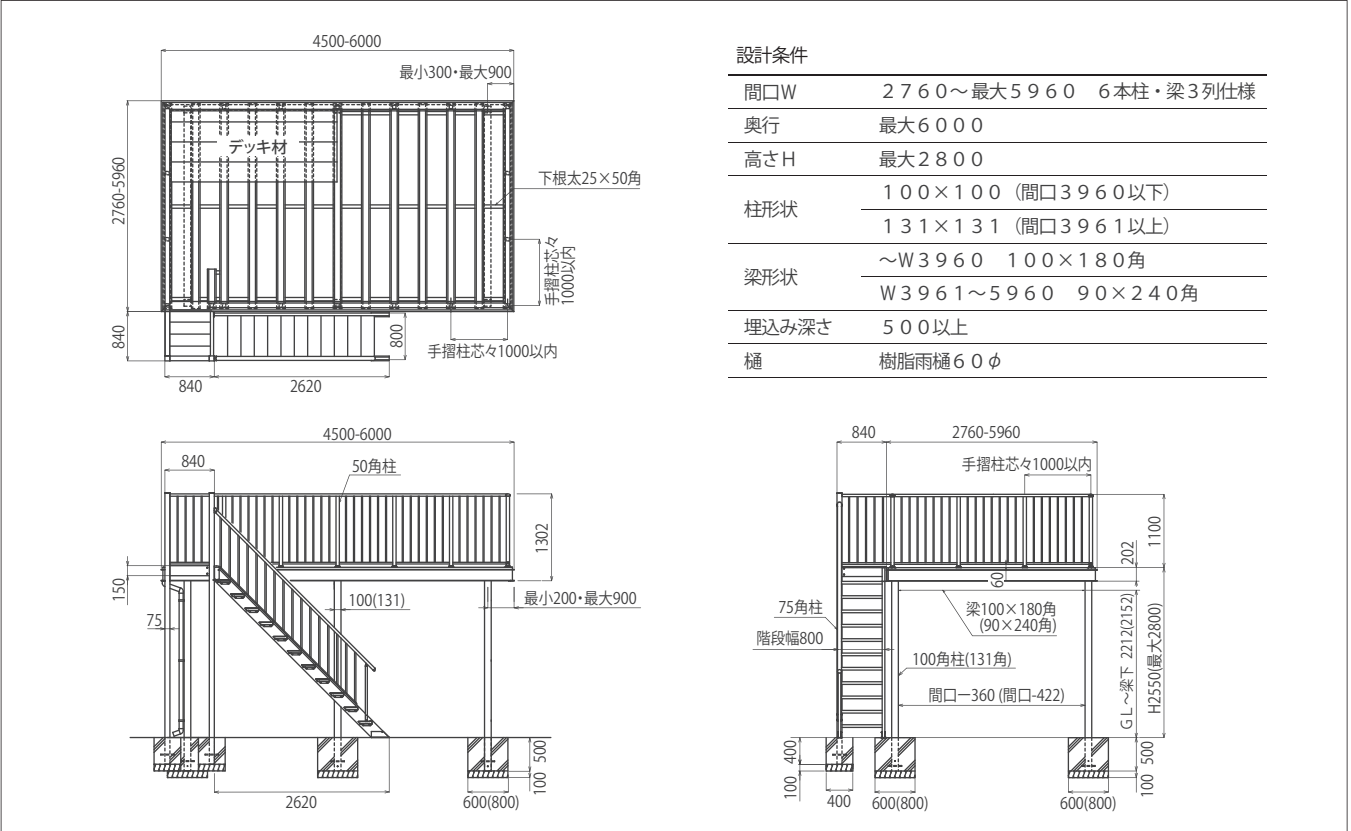 4500-6000
最小300・最大900
2760-5960
デッキ材
下根太25×50角
手摺柱芯々
1000以内
840
800
手摺柱芯々1000以内
840
2620
設計条件
間口W ２７６０～最大５９６０　６本柱・梁３列仕様
奥行 最大６０００
高さＨ 最大２８００
柱形状 １００×１００（間口３９６０以下）
１３１×１３１（間口３９６１以上）
梁形状 ～W３９６０　１００×１８０角
W３９６１～５９６０　９０×２４０角
埋込み深さ ５００以上
樋 樹脂雨樋６０φ
4500-6000
840
50角柱
1302
150
75
100(131)
最小200・最大900
500
100
2620
600(800)
840
2760-5960
手摺柱芯々1000以内
1100
202
60
75角柱
階段幅800
梁100×180角
(90×240角)
100角柱(131角)
間口ー360 (間口-422)
ＧＬ～梁下 2212(2152)
H2550(最大2800)
400
100
500
100
400
600(800)
600(800)